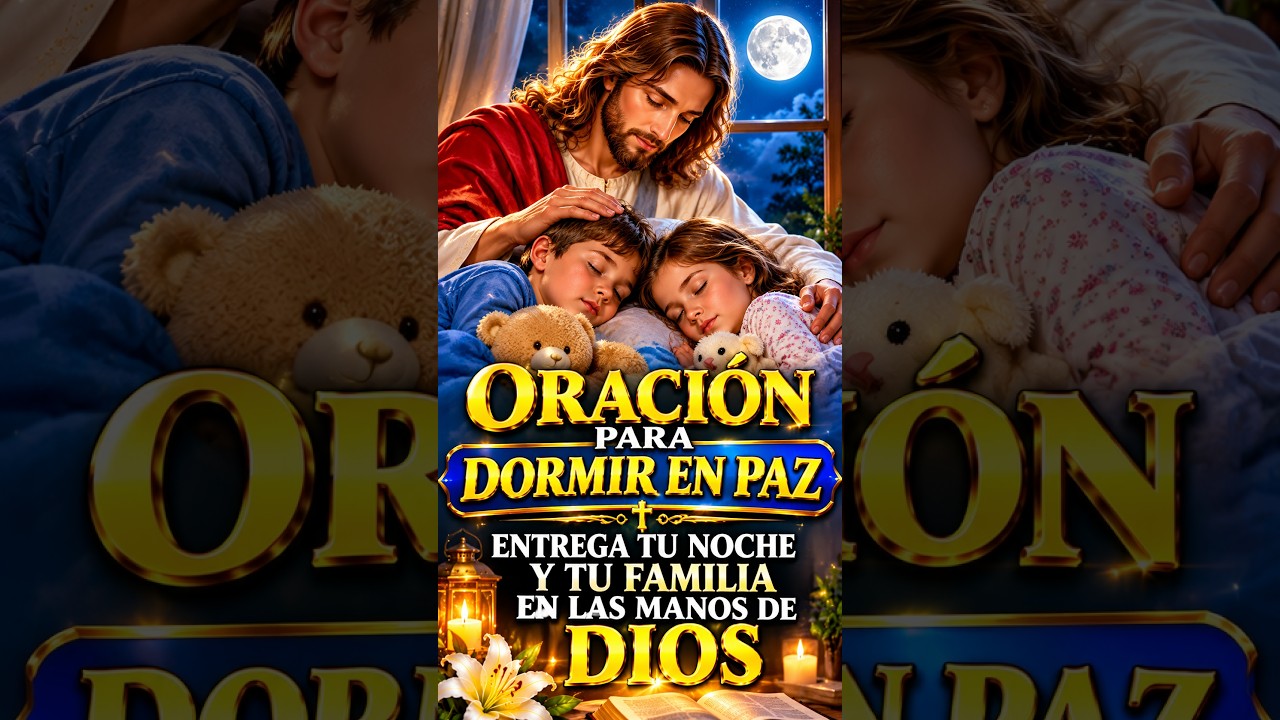 ORACIÓN
PARA
DORMIR EN PAZ
ENTREGA TU NOCHE
Y TU FAMILIA
EN LAS MANOS DE
DIOS